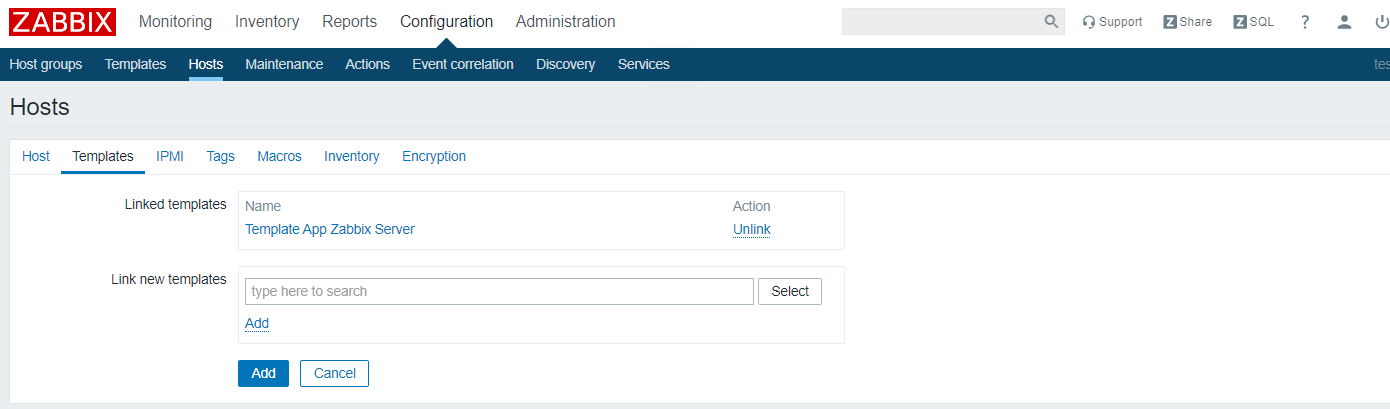 ZABBIX Monitoring Inventory Reports Configuration Administration Support Z Share Z SQL ?
Host groups Templates Hosts Maintenance Actions Event correlation Discovery Services tes
Hosts
Host Templates IPMI Tags Macros Inventory Encryption
Linked templates Name Action
Template App Zabbix Server Unlink
Link new templates
type here to search Select
Add
Add Cancel